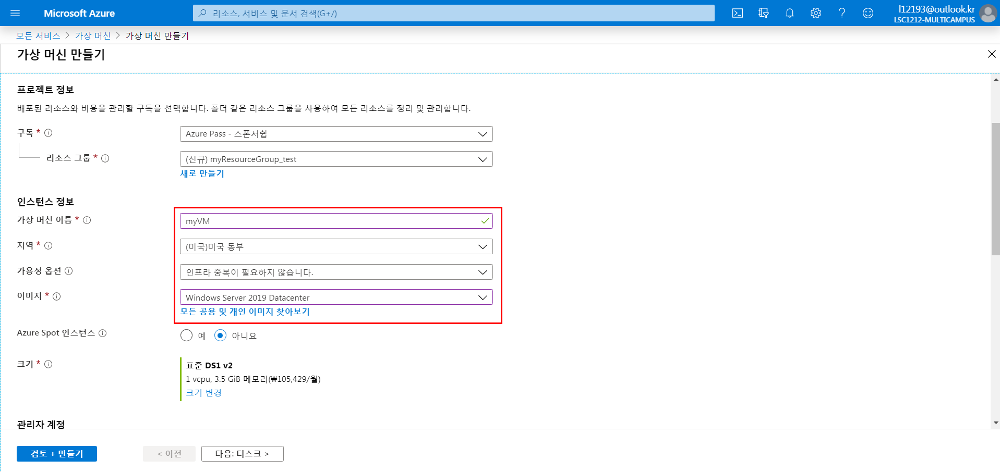 Microsoft Azure
리소스, 서비스 및 문서 검색(G+/)
l12193@outlook.kr
LSC1212-MULTICAMPUS
모든 서비스 > 가상 머신 > 가상 머신 만들기
가상 머신 만들기
프로젝트 정보
배포된 리소스와 비용을 관리할 구독을 선택합니다. 폴더 같은 리소스 그룹을 사용하여 모든 리소스를 정리 및 관리합니다.
구독 * Azure Pass - 스폰서쉽
리소스 그룹 * (신규) myResourceGroup_test
새로 만들기
인스턴스 정보
가상 머신 이름 * myVM
지역 * (미국)미국 동부
가용성 옵션 인프라 중복이 필요하지 않습니다.
이미지 * Windows Server 2019 Datacenter
모든 공용 및 개인 이미지 찾아보기
Azure Spot 인스턴스 예 아니요
크기 * 표준 DS1 v2
1 vcpu, 3.5 GiB 메모리(₩105,429/월)
크기 변경
관리자 계정
검토 + 만들기 < 이전 다음: 디스크 >